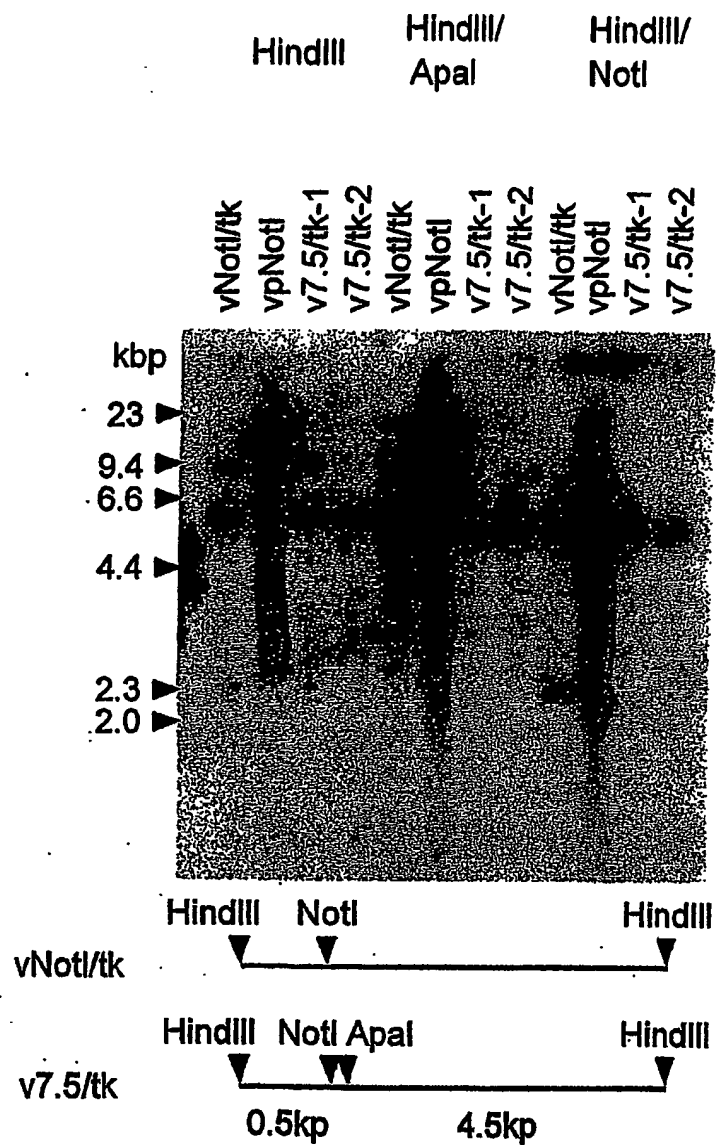 HindIII HindIII/ HindIII/
ApaI NotI
vNotI/tk vpNotI v7.5/tk-1 v7.5/tk-2 vNotI/tk vpNotI v7.5/tk-1 v7.5/tk-2 vNotI/tk vpNotI v7.5/tk-1 v7.5/tk-2
kbp
23
9.4
6.6
4.4
2.3
2.0
HindIII NotI HindIII
vNotI/tk
HindIII NotI ApaI HindIII
v7.5/tk
0.5kp 4.5kp